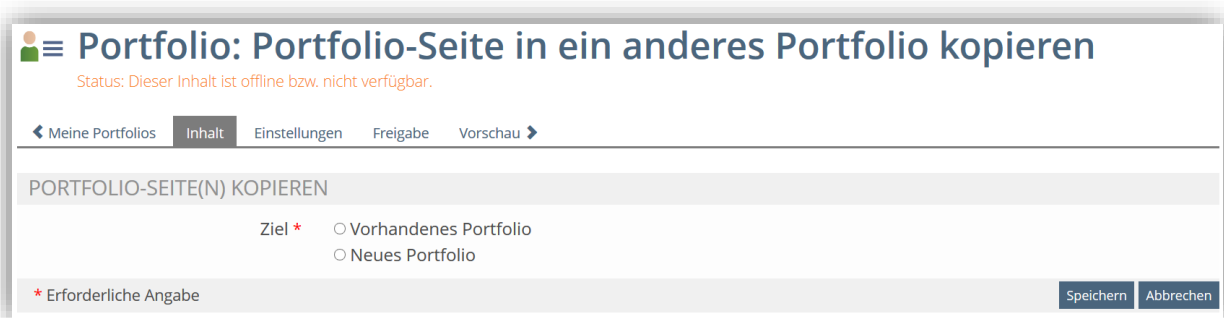 Portfolio: Portfolio-Seite in ein anderes Portfolio kopieren
Status: Dieser Inhalt ist offline bzw. nicht verfügbar.
Meine Portfolios Inhalt Einstellungen Freigabe Vorschau
PORTFOLIO-SEITE(N) KOPIEREN
Ziel * Vorhandenes Portfolio
Neues Portfolio
* Erforderliche Angabe Speichern Abbrechen